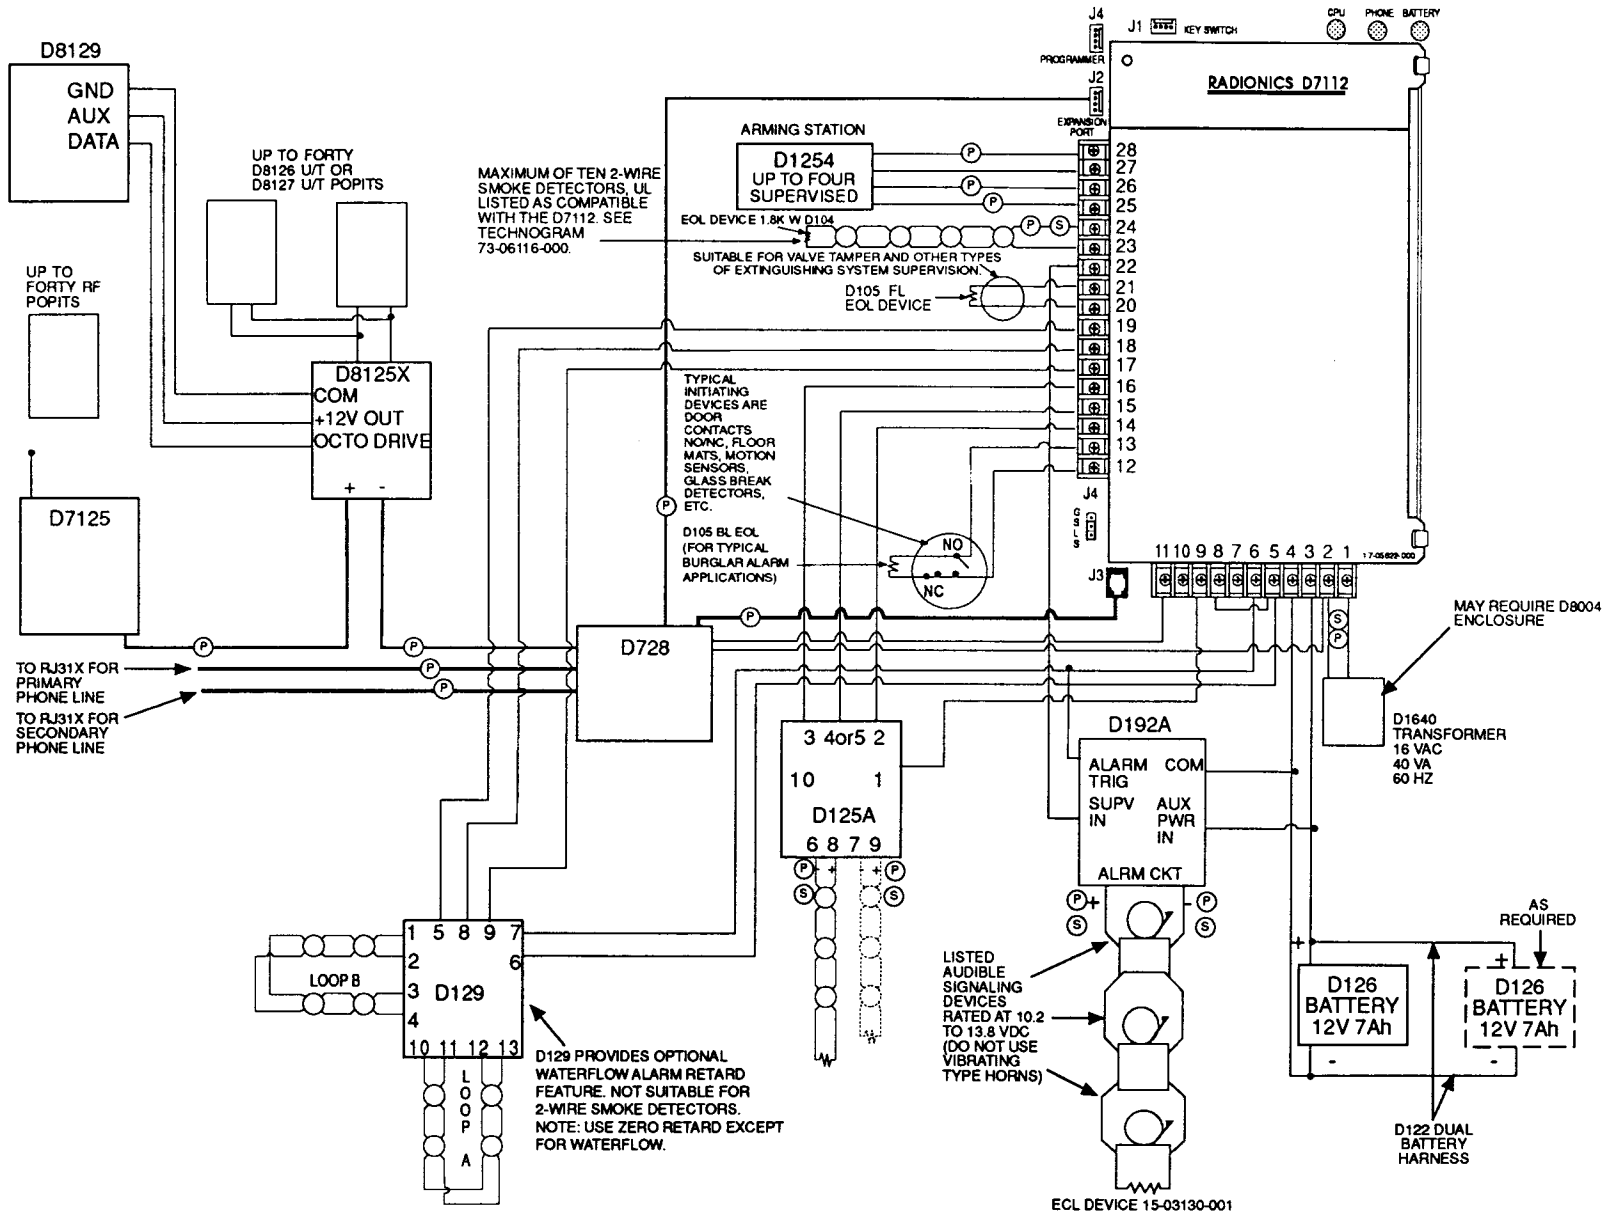 J4
PROGRAMMER
J2
EXPANSION
PORT
J1
KEY SWITCH
CPU
PHONE
BATTERY
RADIONICS D7112
D8129
GND
AUX
DATA
UP TO FORTY
D8126 U/T OR
D8127 U/T POPITS
UP TO
FORTY RF
POPITS
D8125X
COM
+12V OUT
OCTO DRIVE
+ -
D7125
P
P
TO RJ31X FOR
PRIMARY
PHONE LINE
P
TO RJ31X FOR
SECONDARY
PHONE LINE
P
D728
P
P
ARMING STATION
D1254
UP TO FOUR
SUPERVISED
P
P
P
MAXIMUM OF TEN 2-WIRE
SMOKE DETECTORS, UL
LISTED AS COMPATIBLE
WITH THE D7112. SEE
TECHNOGRAM
73-06116-000.
EOL DEVICE 1.8K W D104
P S
SUITABLE FOR VALVE TAMPER AND OTHER TYPES
OF EXTINGUISHING SYSTEM SUPERVISION.
D105 FL
EOL DEVICE
28
27
26
25
24
23
22
21
20
19
18
17
16
15
14
13
12
TYPICAL
INITIATING
DEVICES ARE
DOOR
CONTACTS
NO/NC, FLOOR
MATS, MOTION
SENSORS,
GLASS BREAK
DETECTORS,
ETC.
D105 BL EOL
(FOR TYPICAL
BURGLAR ALARM
APPLICATIONS)
NO
NC
J4
G
S
L
S
J3
17-05822-000
11 10 9 8 7 6 5 4 3 2 1
S
P
MAY REQUIRE D8004
ENCLOSURE
D1640
TRANSFORMER
16 VAC
40 VA
60 HZ
3 4or5 2
10 1
D125A
6 8 7 9
P + - - + P
S S
D192A
ALARM
TRIG
COM
SUPV
IN
AUX
PWR
IN
ALRM CKT
P + - P
S S
LISTED
AUDIBLE
SIGNALING
DEVICES
RATED AT 10.2
TO 13.8 VDC
(DO NOT USE
VIBRATING
TYPE HORNS)
ECL DEVICE 15-03130-001
1 5 8 9 7
2 6
3
4
D129
10 11 12 13
LOOP B
L
O
O
P
A
D129 PROVIDES OPTIONAL
WATERFLOW ALARM RETARD
FEATURE. NOT SUITABLE FOR
2-WIRE SMOKE DETECTORS.
NOTE: USE ZERO RETARD EXCEPT
FOR WATERFLOW.
AS
REQUIRED
+
D126
BATTERY
12V 7Ah
-
+
D126
BATTERY
12V 7Ah
-
D122 DUAL
BATTERY
HARNESS